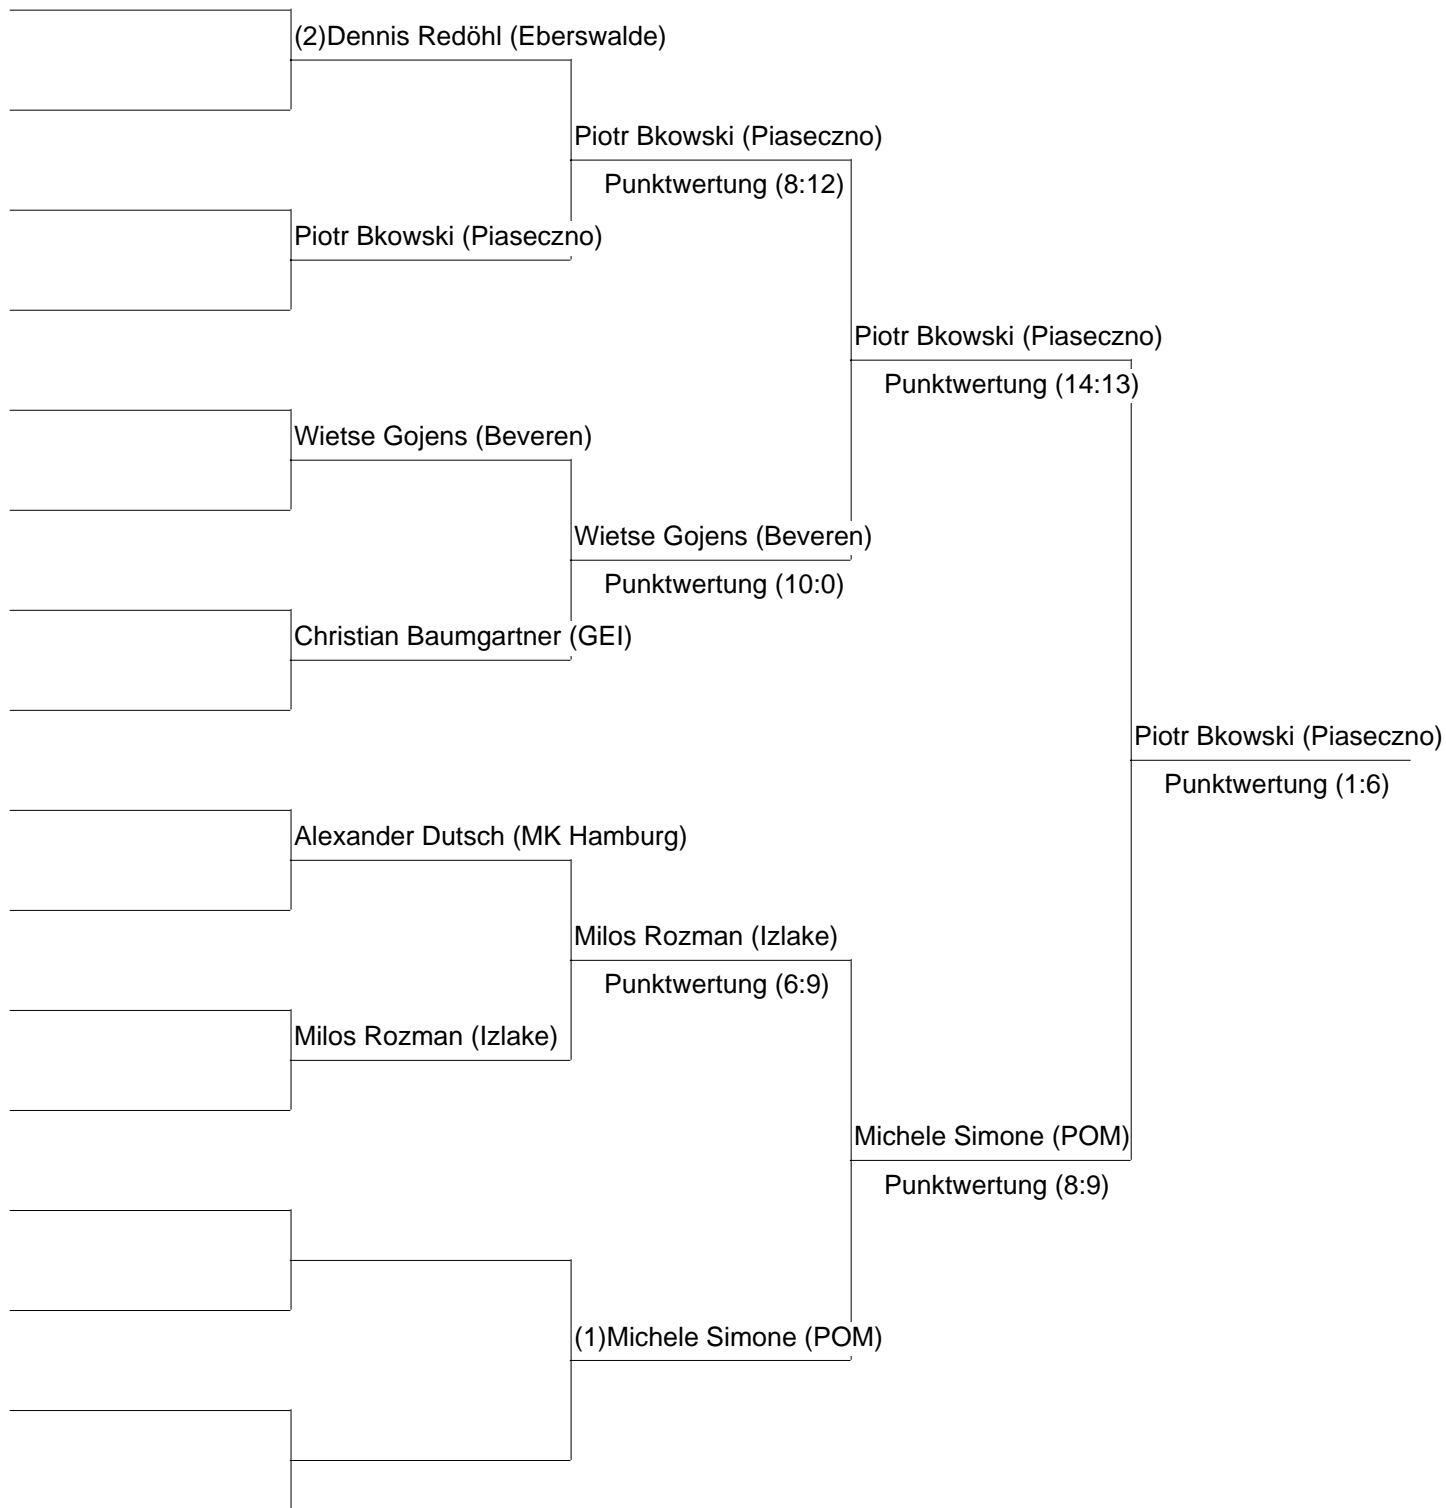 (2)Dennis Redöhl (Eberswalde)
Piotr Bkowski (Piaseczno)
Punktwertung (8:12)
Piotr Bkowski (Piaseczno)
Piotr Bkowski (Piaseczno)
Punktwertung (14:13)
Wietse Gojens (Beveren)
Wietse Gojens (Beveren)
Punktwertung (10:0)
Christian Baumgartner (GEI)
Piotr Bkowski (Piaseczno)
Punktwertung (1:6)
Alexander Dutsch (MK Hamburg)
Milos Rozman (Izlake)
Punktwertung (6:9)
Milos Rozman (Izlake)
Michele Simone (POM)
Punktwertung (8:9)
(1)Michele Simone (POM)